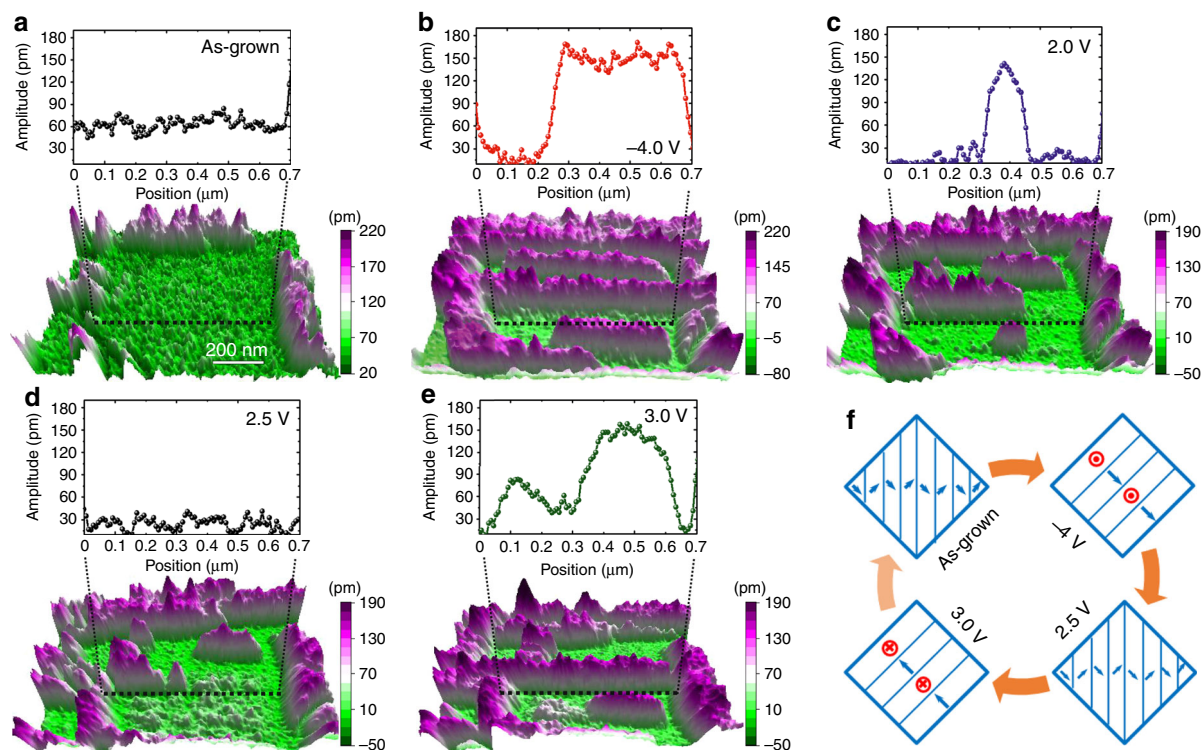 a
As-grown
Amplitude (pm)
180
150
120
90
60
30
0 0.1 0.2 0.3 0.4 0.5 0.6 0.7
Position (μm)
(pm)
220
170
120
70
20
200 nm
b
–4.0 V
Amplitude (pm)
180
150
120
90
60
30
0 0.1 0.2 0.3 0.4 0.5 0.6 0.7
Position (μm)
(pm)
220
145
70
–5
–80
c
2.0 V
Amplitude (pm)
180
150
120
90
60
30
0 0.1 0.2 0.3 0.4 0.5 0.6 0.7
Position (μm)
(pm)
190
130
70
10
–50
d
2.5 V
Amplitude (pm)
180
150
120
90
60
30
0 0.1 0.2 0.3 0.4 0.5 0.6 0.7
Position (μm)
(pm)
190
130
70
10
–50
e
3.0 V
Amplitude (pm)
180
150
120
90
60
30
0 0.1 0.2 0.3 0.4 0.5 0.6 0.7
Position (μm)
(pm)
190
130
70
10
–50
f
As-grown
–4 V
3.0 V
2.5 V